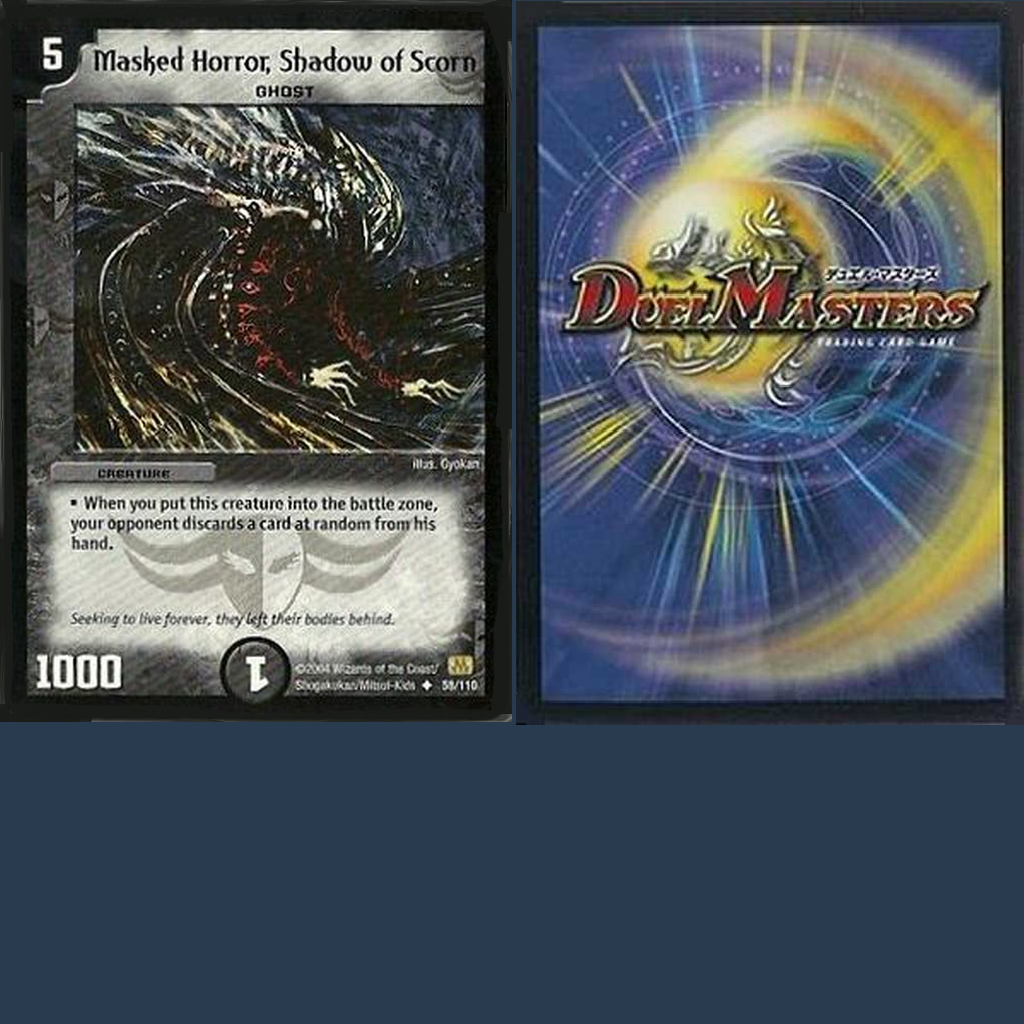 5
Masked Horror, Shadow of Scorn
GHOST
illus. Gyokan
CREATURE
▪ When you put this creature into the battle zone,
your opponent discards a card at random from his
hand.
Seeking to live forever, they left their bodies behind.
1000
1
©2004 Wizards of the Coast/
Shogakukan/Mitsui-Kids ◆ 58/110
デュエル・マスターズ
DUEL MASTERS
TRADING CARD GAME